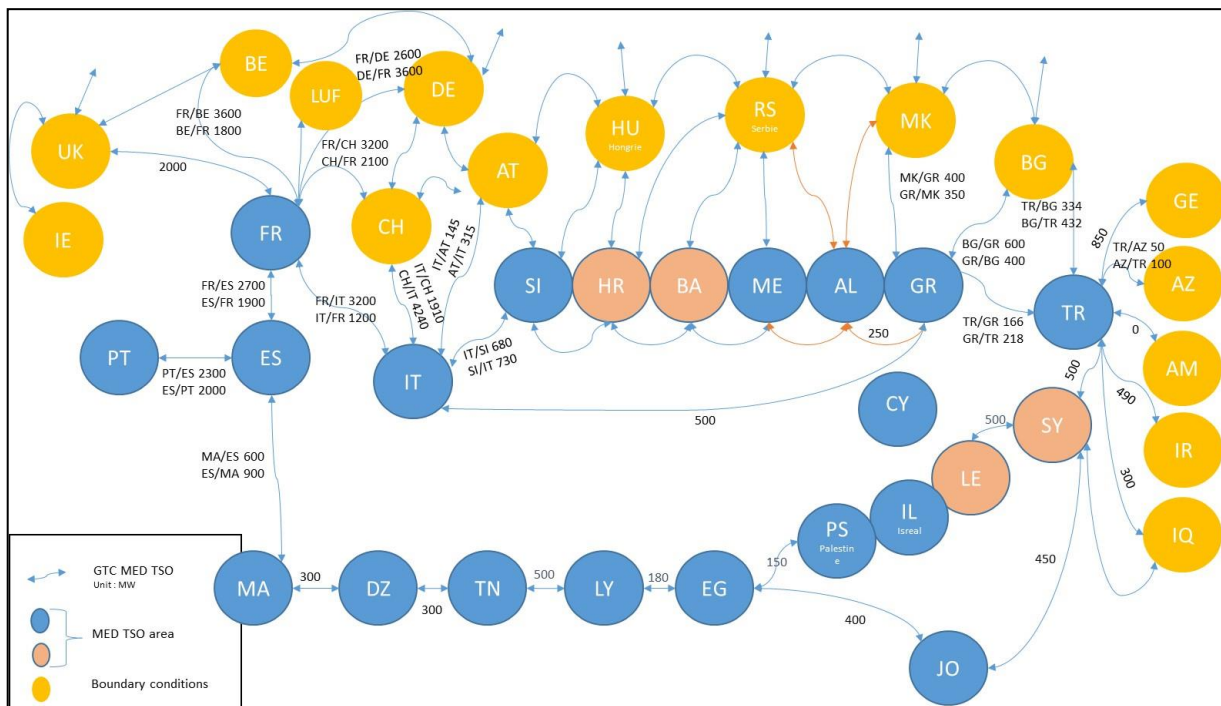 BE
FR/DE 2600
DE/FR 3600
LUF
DE
FR/BE 3600
BE/FR 1800
UK
2000
FR/CH 3200
CH/FR 2100
AT
HU
Hongrie
RS
Serbie
MK
BG
MK/GR 400
GR/MK 350
TR/BG 334
BG/TR 432
GE
850
IE
FR
CH
IT/AT 145
AT/IT 315
TR/AZ 50
AZ/TR 100
AZ
BG/GR 600
GR/BG 400
SI
HR
BA
ME
AL
GR
FR/ES 2700
ES/FR 1900
FR/IT 3200
IT/FR 1200
IT/CH 1910
CH/IT 4240
250
TR/GR 166
GR/TR 218
TR
0
PT
PT/ES 2300
ES/PT 2000
ES
IT
IT/SI 680
SI/IT 730
500
CY
500
490
AM
MA/ES 600
ES/MA 900
500
SY
IR
LE
300
PS
Palestin
e
IL
Isreal
IQ
GTC MED TSO
Unit : MW
MA
300
DZ
300
TN
500
LY
180
EG
150
450
400
JO
MED TSO area
Boundary conditions